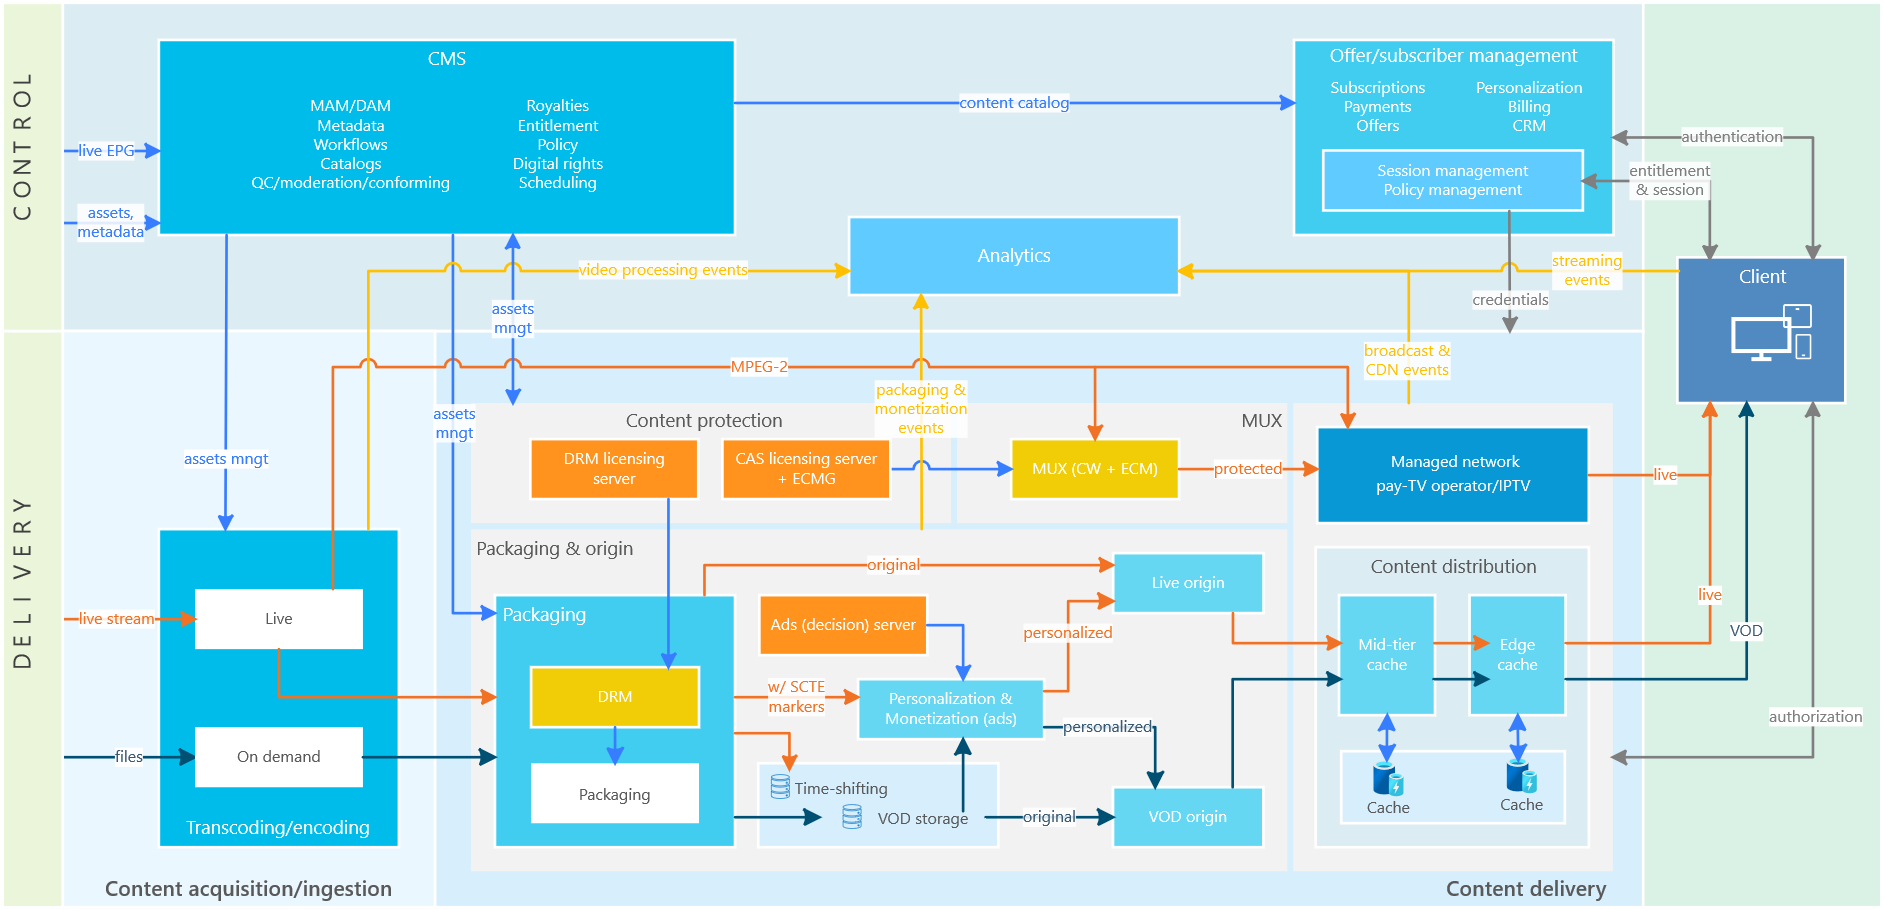 CONTROL
DELIVERY
CMS
MAM/DAM
Metadata
Workflows
Catalogs
QC/moderation/conforming
Royalties
Entitlement
Policy
Digital rights
Scheduling
live EPG
assets,
metadata
content catalog
Offer/subscriber management
Subscriptions
Payments
Offers
Personalization
Billing
CRM
Session management
Policy management
authentication
entitlement
& session
Analytics
video processing events
streaming
events
credentials
Client
assets
mngt
MPEG-2
broadcast &
CDN events
packaging &
monetization
events
assets
mngt
assets mngt
Content protection
MUX
DRM licensing
server
CAS licensing server
+ ECMG
MUX (CW + ECM)
protected
Managed network
pay-TV operator/IPTV
live
Packaging & origin
original
Live origin
Content distribution
live stream
Live
Packaging
Ads (decision) server
personalized
Mid-tier
cache
Edge
cache
live
VOD
DRM
w/ SCTE
markers
Personalization &
Monetization (ads)
personalized
authorization
files
On demand
Packaging
Time-shifting
VOD storage
original
VOD origin
Cache
Cache
Transcoding/encoding
Content acquisition/ingestion
Content delivery